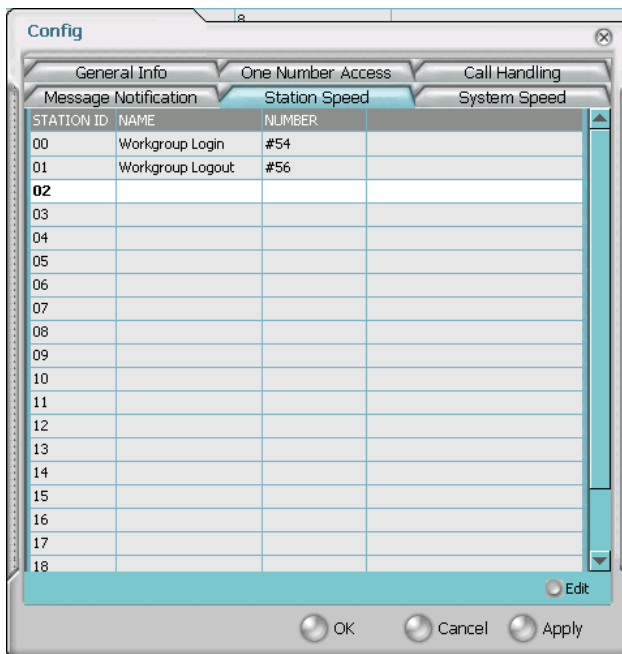 8
Config
General Info One Number Access Call Handling
Message Notification Station Speed System Speed
STATION ID NAME NUMBER
00 Workgroup Login #54
01 Workgroup Logout #56
02
03
04
05
06
07
08
09
10
11
12
13
14
15
16
17
18
Edit
OK Cancel Apply